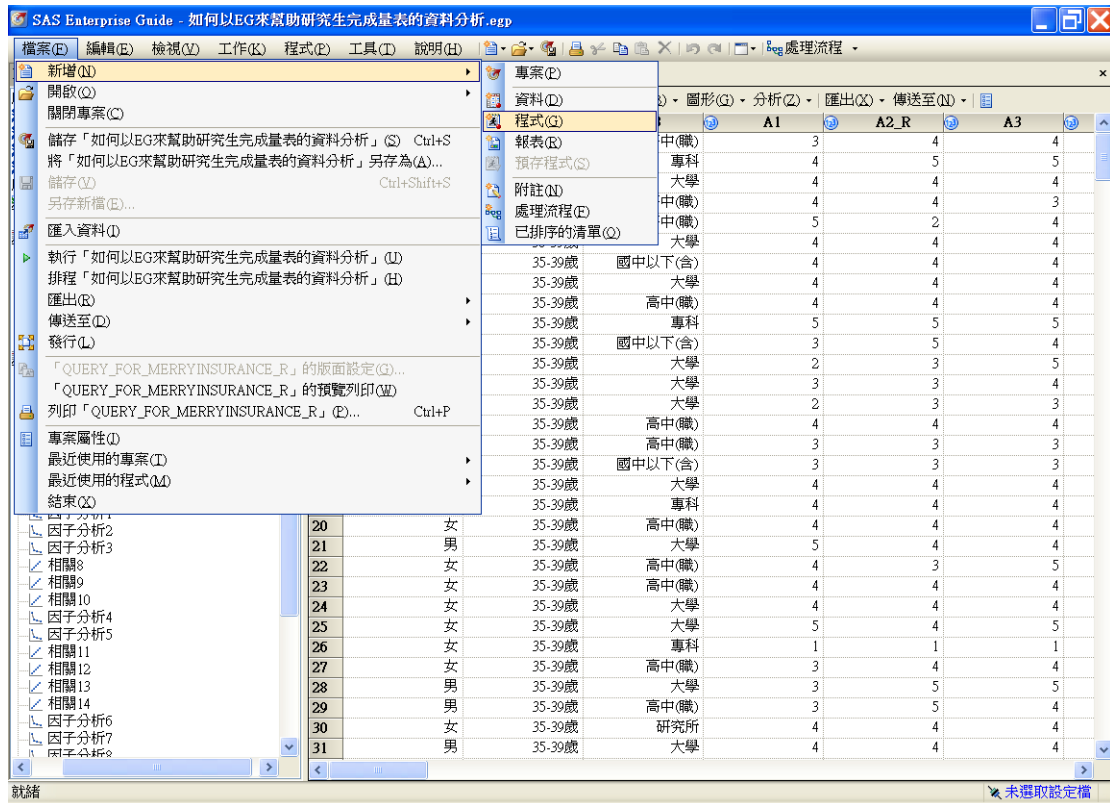 SAS Enterprise Guide - 如何以EG來幫助研究生完成量表的資料分析.egp
檔案(F) 編輯(E) 檢視(V) 工作(K) 程式(P) 工具(T) 說明(H) 處理流程
新增(N)
開啟(O)
關閉專案(C)
儲存「如何以EG來幫助研究生完成量表的資料分析」(S) Ctrl+S
將「如何以EG來幫助研究生完成量表的資料分析」另存為(A)...
儲存(V) Ctrl+Shift+S
另存新檔(E)...
匯入資料(I)
執行「如何以EG來幫助研究生完成量表的資料分析」(U)
排程「如何以EG來幫助研究生完成量表的資料分析」(H)
匯出(R)
傳送至(D)
發行(L)
「QUERY_FOR_MERRYINSURANCE_R」的版面設定(G)...
「QUERY_FOR_MERRYINSURANCE_R」的預覽列印(W)
列印「QUERY_FOR_MERRYINSURANCE_R」(P)... Ctrl+P
專案屬性(J)
最近使用的專案(T)
最近使用的程式(M)
結束(X)
專案(P)
資料(D)
程式(G)
報表(R)
預存程式(S)
附註(N)
處理流程(F)
已排序的清單(O)
圖形(G) 分析(Z) 匯出(X) 傳送至(N)
A1 A2_R A3
中(職) 3 4 4
專科 4 5 5
大學 4 4 4
中(職) 4 4 3
中(職) 5 2 4
大學 4 4 4
35-39歲 國中以下(含) 4 4 4
35-39歲 大學 4 4 4
35-39歲 高中(職) 4 4 4
35-39歲 專科 5 5 5
35-39歲 國中以下(含) 3 5 4
35-39歲 大學 2 3 5
35-39歲 大學 3 3 4
35-39歲 大學 2 3 3
35-39歲 高中(職) 4 4 4
35-39歲 高中(職) 3 3 3
35-39歲 國中以下(含) 3 3 3
35-39歲 大學 4 4 4
35-39歲 專科 4 4 4
20 女 35-39歲 高中(職) 4 4 4
21 男 35-39歲 大學 5 4 4
22 女 35-39歲 高中(職) 4 3 5
23 女 35-39歲 高中(職) 4 4 4
24 女 35-39歲 大學 4 4 4
25 女 35-39歲 大學 5 4 5
26 女 35-39歲 專科 1 1 1
27 女 35-39歲 高中(職) 3 4 4
28 男 35-39歲 大學 3 5 5
29 男 35-39歲 高中(職) 3 5 4
30 女 35-39歲 研究所 4 4 4
31 男 35-39歲 大學 4 4 4
因子分析1
因子分析2
因子分析3
相關8
相關9
相關10
因子分析4
因子分析5
相關11
相關12
相關13
相關14
因子分析6
因子分析7
因子分析8
就緒
未選取設定檔